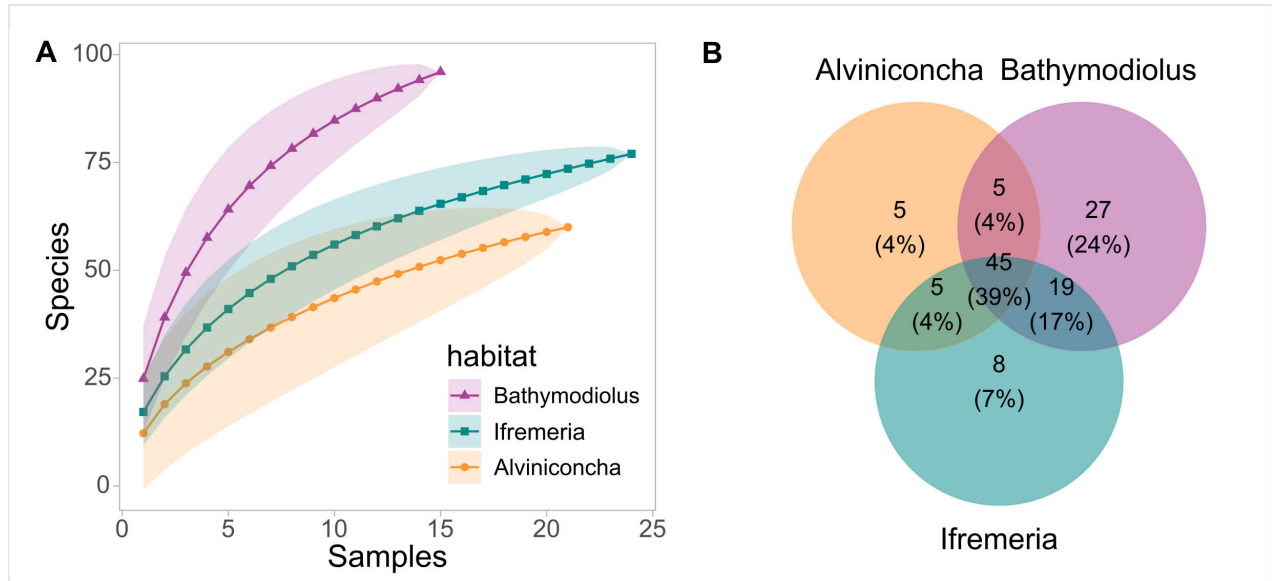 A
100
75
50
25
0
Species
0 5 10 15 20 25
Samples
habitat
Bathymodiolus
Ifremeria
Alviniconcha
B
Alviniconcha Bathymodiolus
5
(4%)
5
(4%)
27
(24%)
45
(39%)
5
(4%)
19
(17%)
8
(7%)
Ifremeria